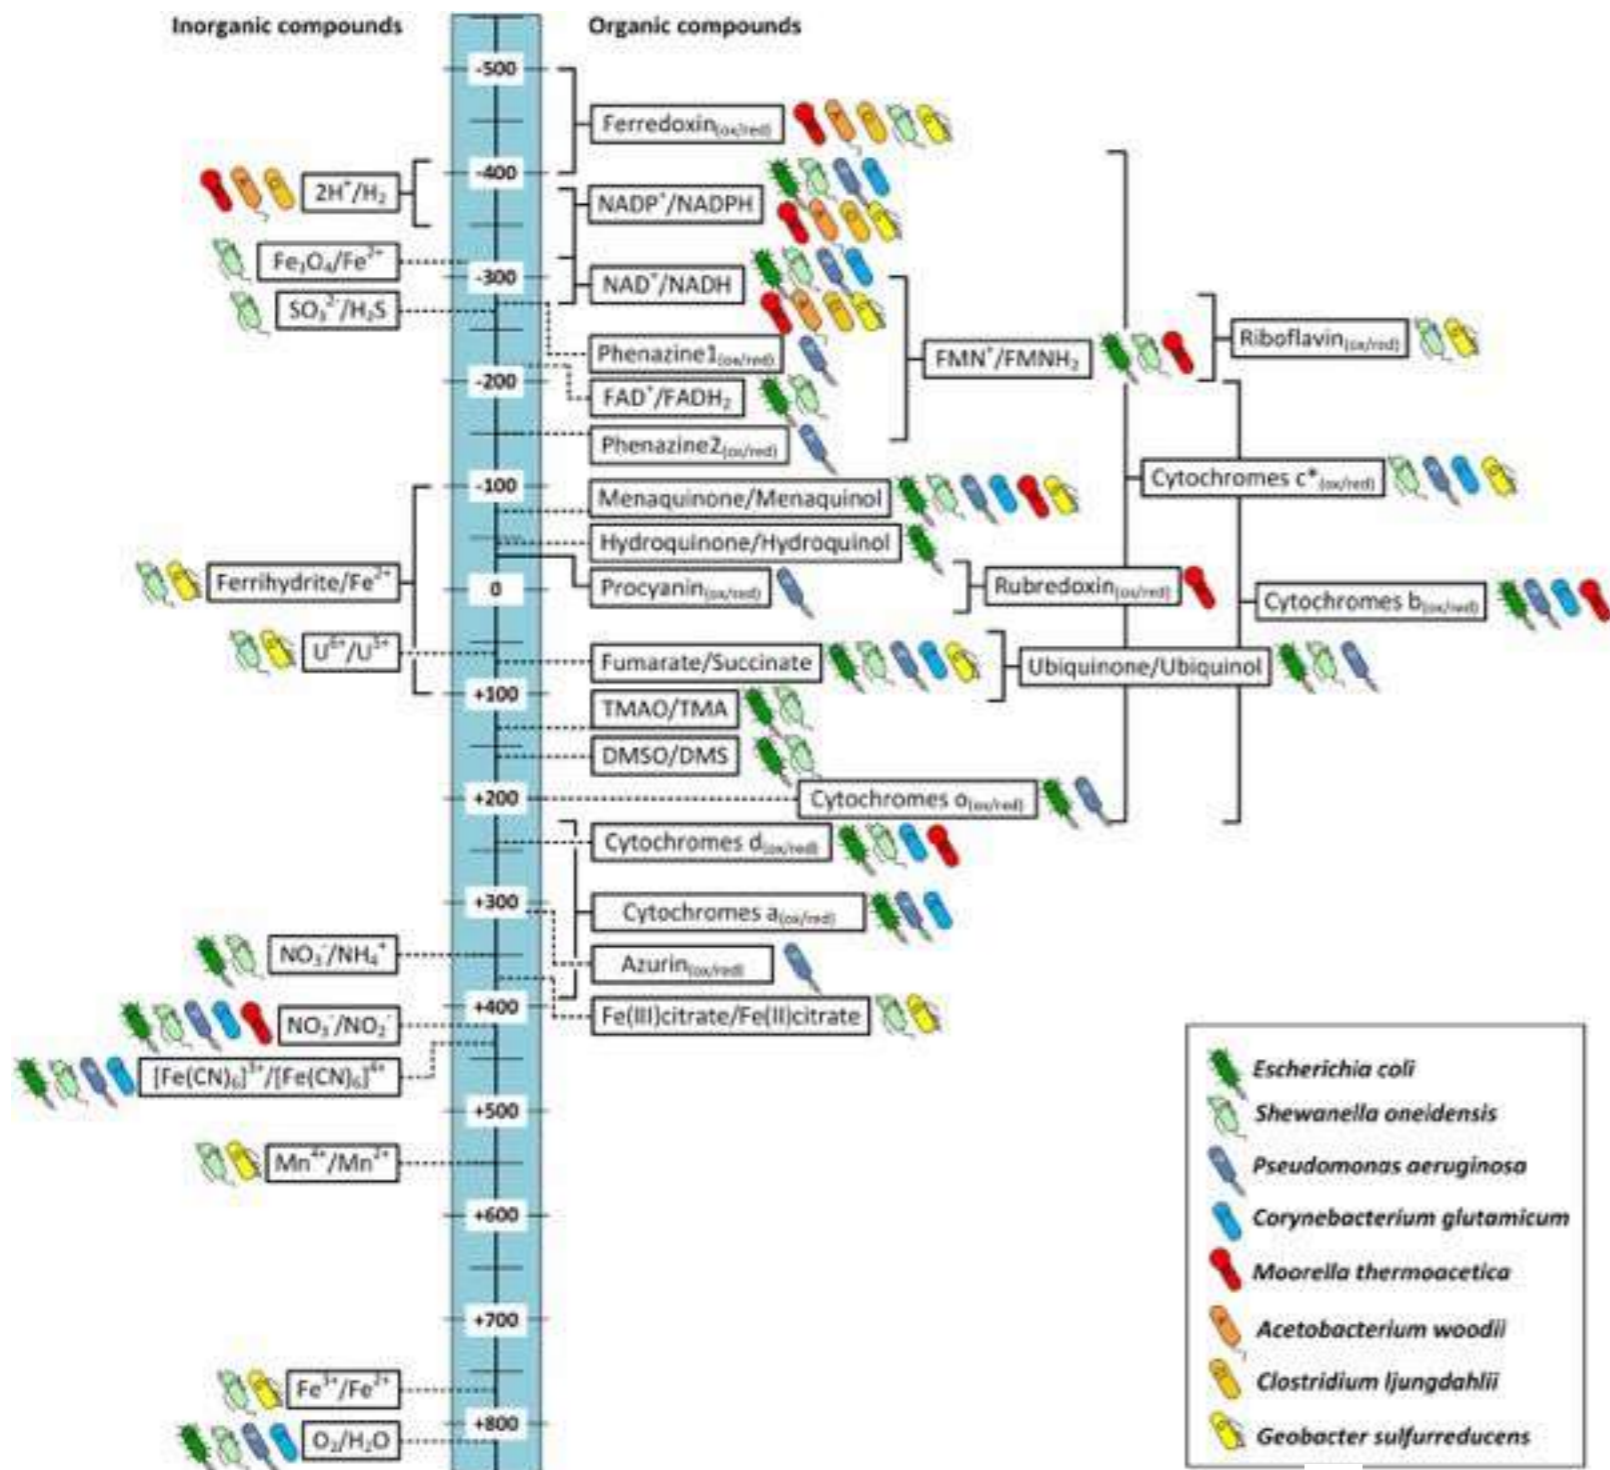 Inorganic compounds
Organic compounds
-500
Ferredoxin(ox/red)
-400
2H⁺/H₂
NADP⁺/NADPH
Fe₃O₄/Fe²⁺
-300
NAD⁺/NADH
SO₃²⁻/H₂S
Riboflavin(ox/red)
Phenazine1(ox/red)
FMN⁺/FMNH₂
-200
FAD⁺/FADH₂
Phenazine2(ox/red)
Cytochromes c*(ox/red)
-100
Menaquinone/Menaquinol
Hydroquinone/Hydroquinol
Ferrihydrite/Fe²⁺
0
Procyanin(ox/red)
Rubredoxin(ox/red)
Cytochromes b(ox/red)
U⁶⁺/U⁵⁺
Fumarate/Succinate
Ubiquinone/Ubiquinol
+100
TMAO/TMA
DMSO/DMS
+200
Cytochromes o(ox/red)
Cytochromes d(ox/red)
+300
Cytochromes a(ox/red)
NO₃⁻/NH₄⁺
Azurin(ox/red)
+400
Fe(III)citrate/Fe(II)citrate
NO₃⁻/NO₂⁻
[Fe(CN)₆]³⁺/[Fe(CN)₆]⁴⁺
+500
Mn⁴⁺/Mn²⁺
+600
+700
Fe³⁺/Fe²⁺
+800
O₂/H₂O
Escherichia coli
Shewanella oneidensis
Pseudomonas aeruginosa
Corynebacterium glutamicum
Moorella thermoacetica
Acetobacterium woodii
Clostridium ljungdahlii
Geobacter sulfurreducens